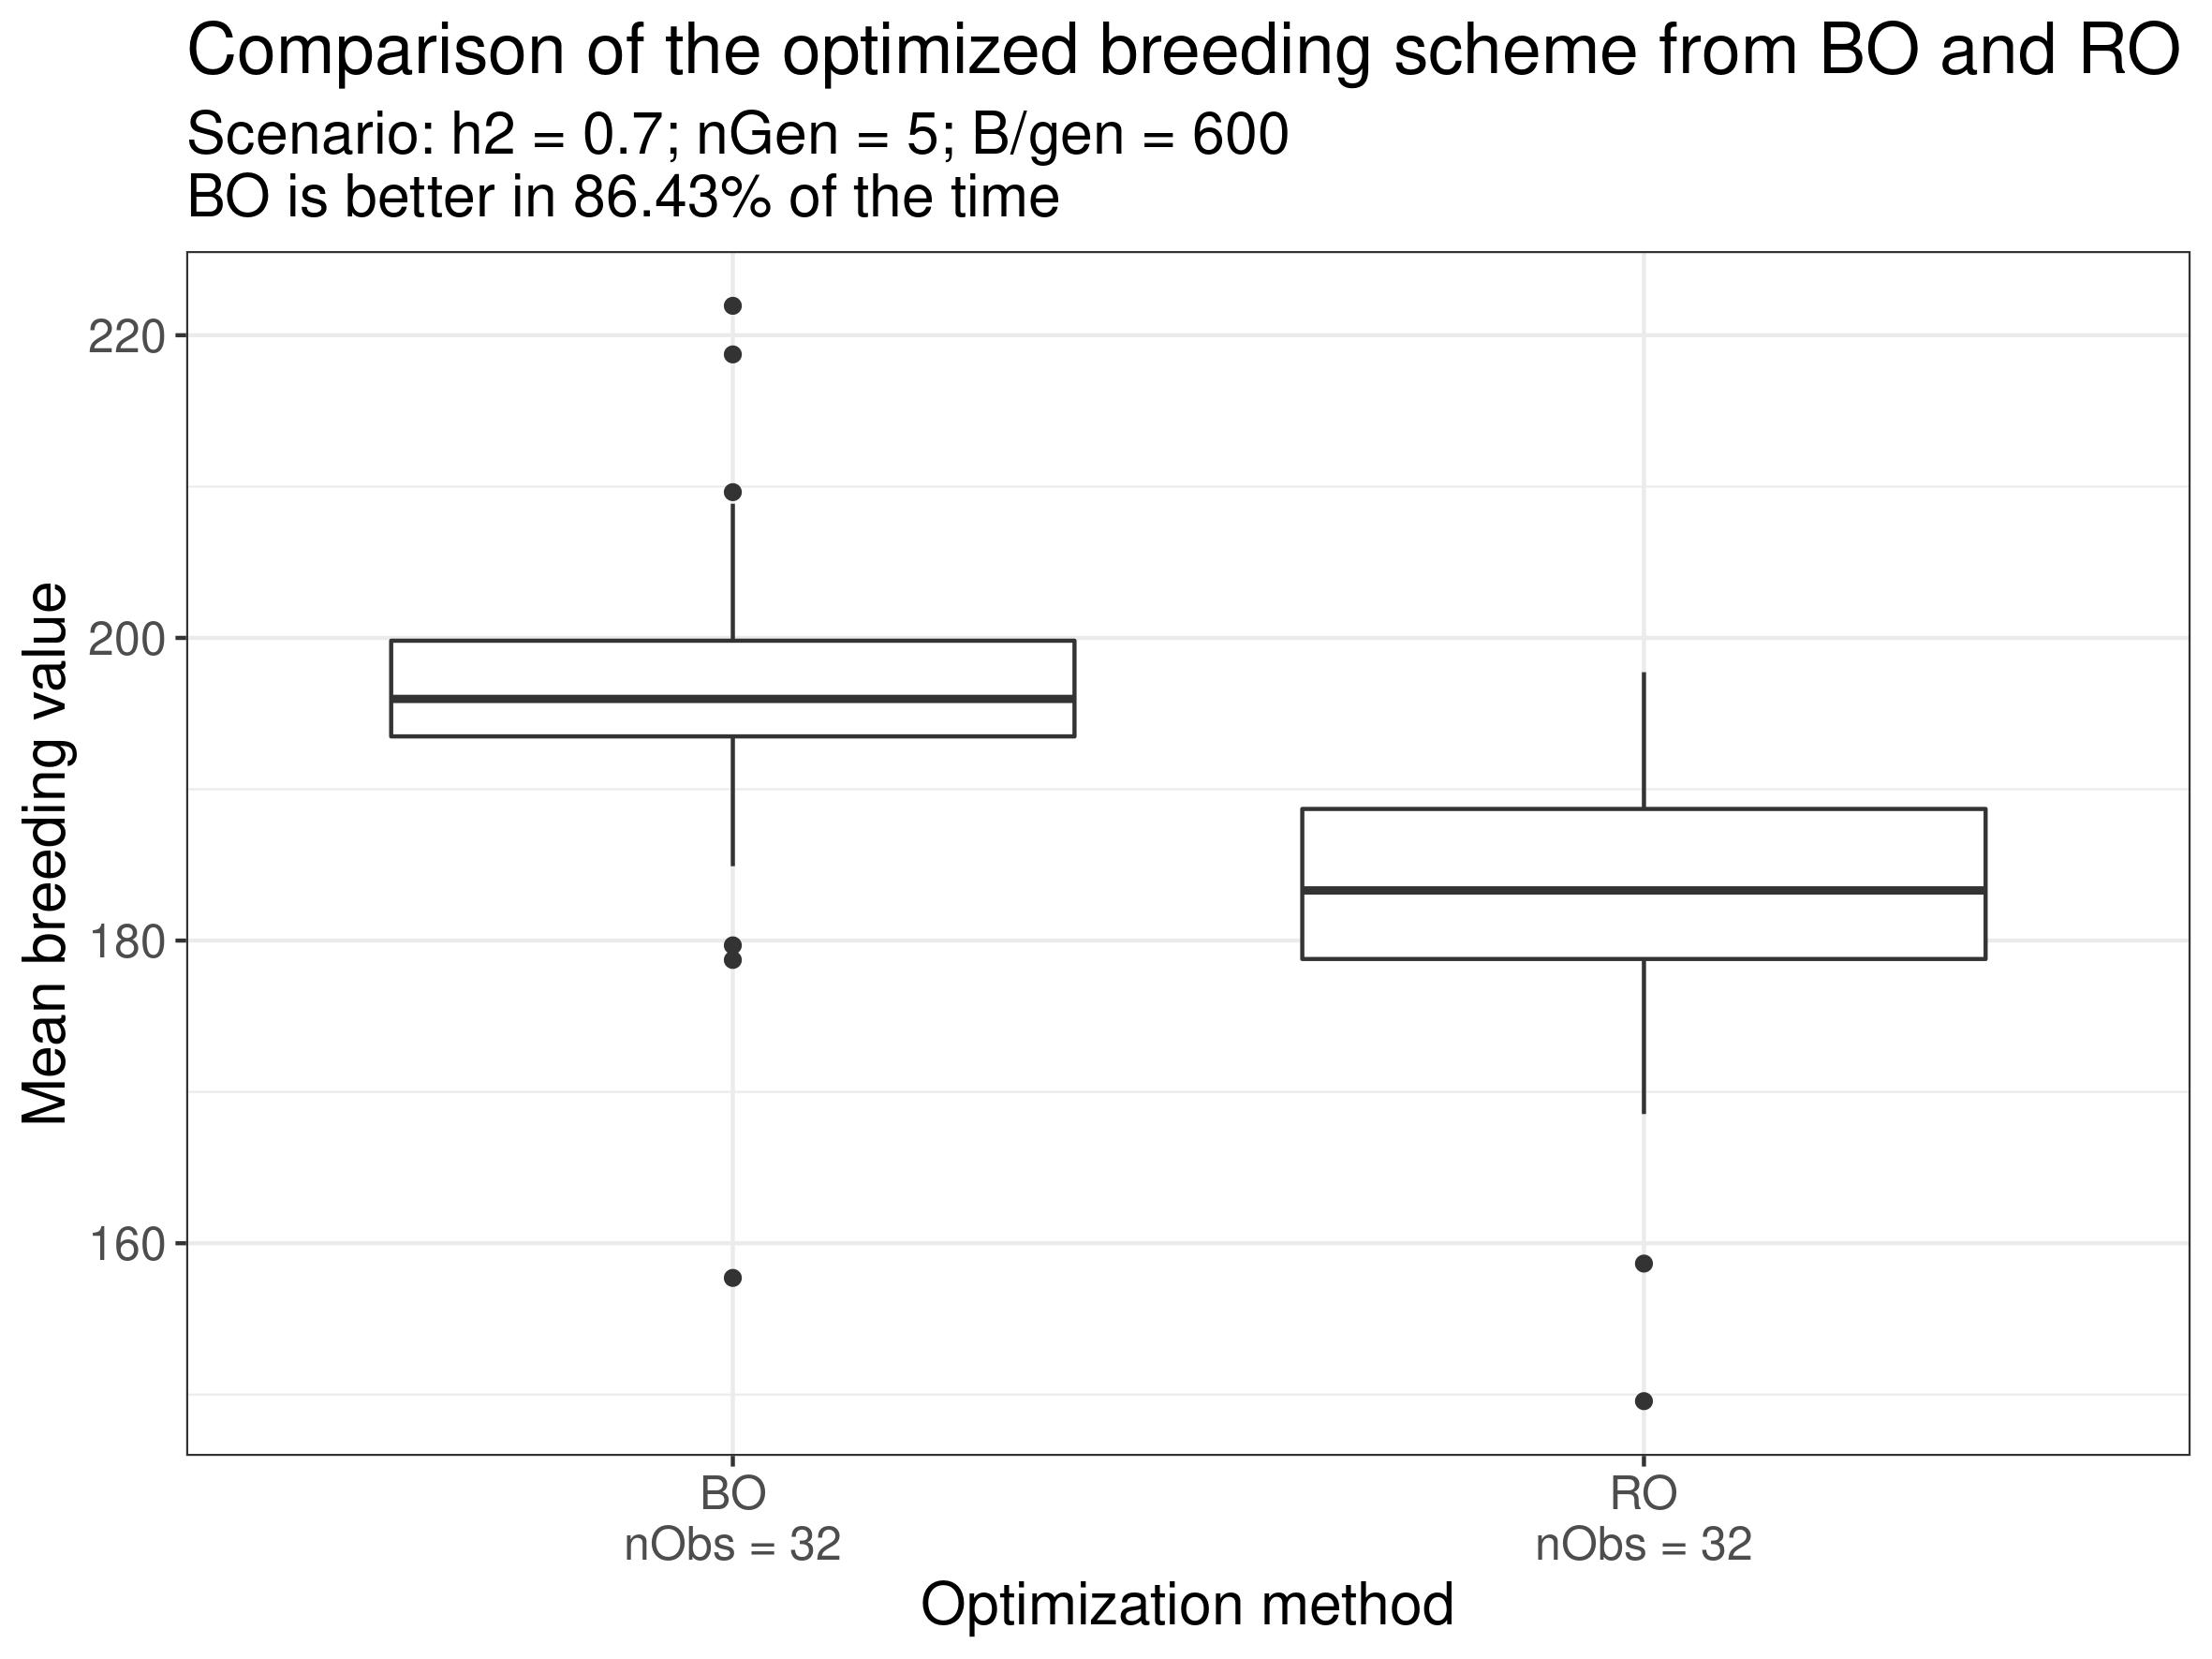 Comparison of the optimized breeding scheme from BO and RO
Scenario: h2 = 0.7; nGen = 5; B/gen = 600
BO is better in 86.43% of the time
Mean breeding value
220
200
180
160
BO
nObs = 32
RO
nObs = 32
Optimization method